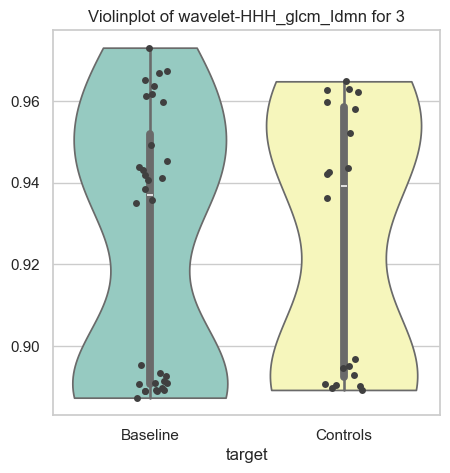 Violinplot of wavelet-HHH_glcm_Idmn for 3
0.96
0.94
0.92
0.90
Baseline Controls
target